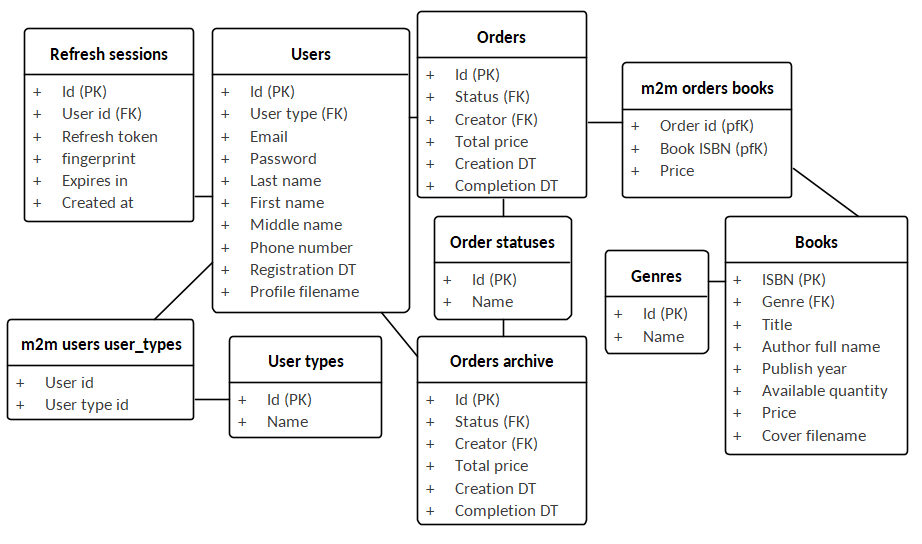 Refresh sessions
+ Id (PK)
+ User id (FK)
+ Refresh token
+ fingerprint
+ Expires in
+ Created at
Users
+ Id (PK)
+ User type (FK)
+ Email
+ Password
+ Last name
+ First name
+ Middle name
+ Phone number
+ Registration DT
+ Profile filename
Orders
+ Id (PK)
+ Status (FK)
+ Creator (FK)
+ Total price
+ Creation DT
+ Completion DT
m2m orders books
+ Order id (pfK)
+ Book ISBN (pfK)
+ Price
Order statuses
+ Id (PK)
+ Name
Genres
+ Id (PK)
+ Name
Books
+ ISBN (PK)
+ Genre (FK)
+ Title
+ Author full name
+ Publish year
+ Available quantity
+ Price
+ Cover filename
m2m users user_types
+ User id
+ User type id
User types
+ Id (PK)
+ Name
Orders archive
+ Id (PK)
+ Status (FK)
+ Creator (FK)
+ Total price
+ Creation DT
+ Completion DT